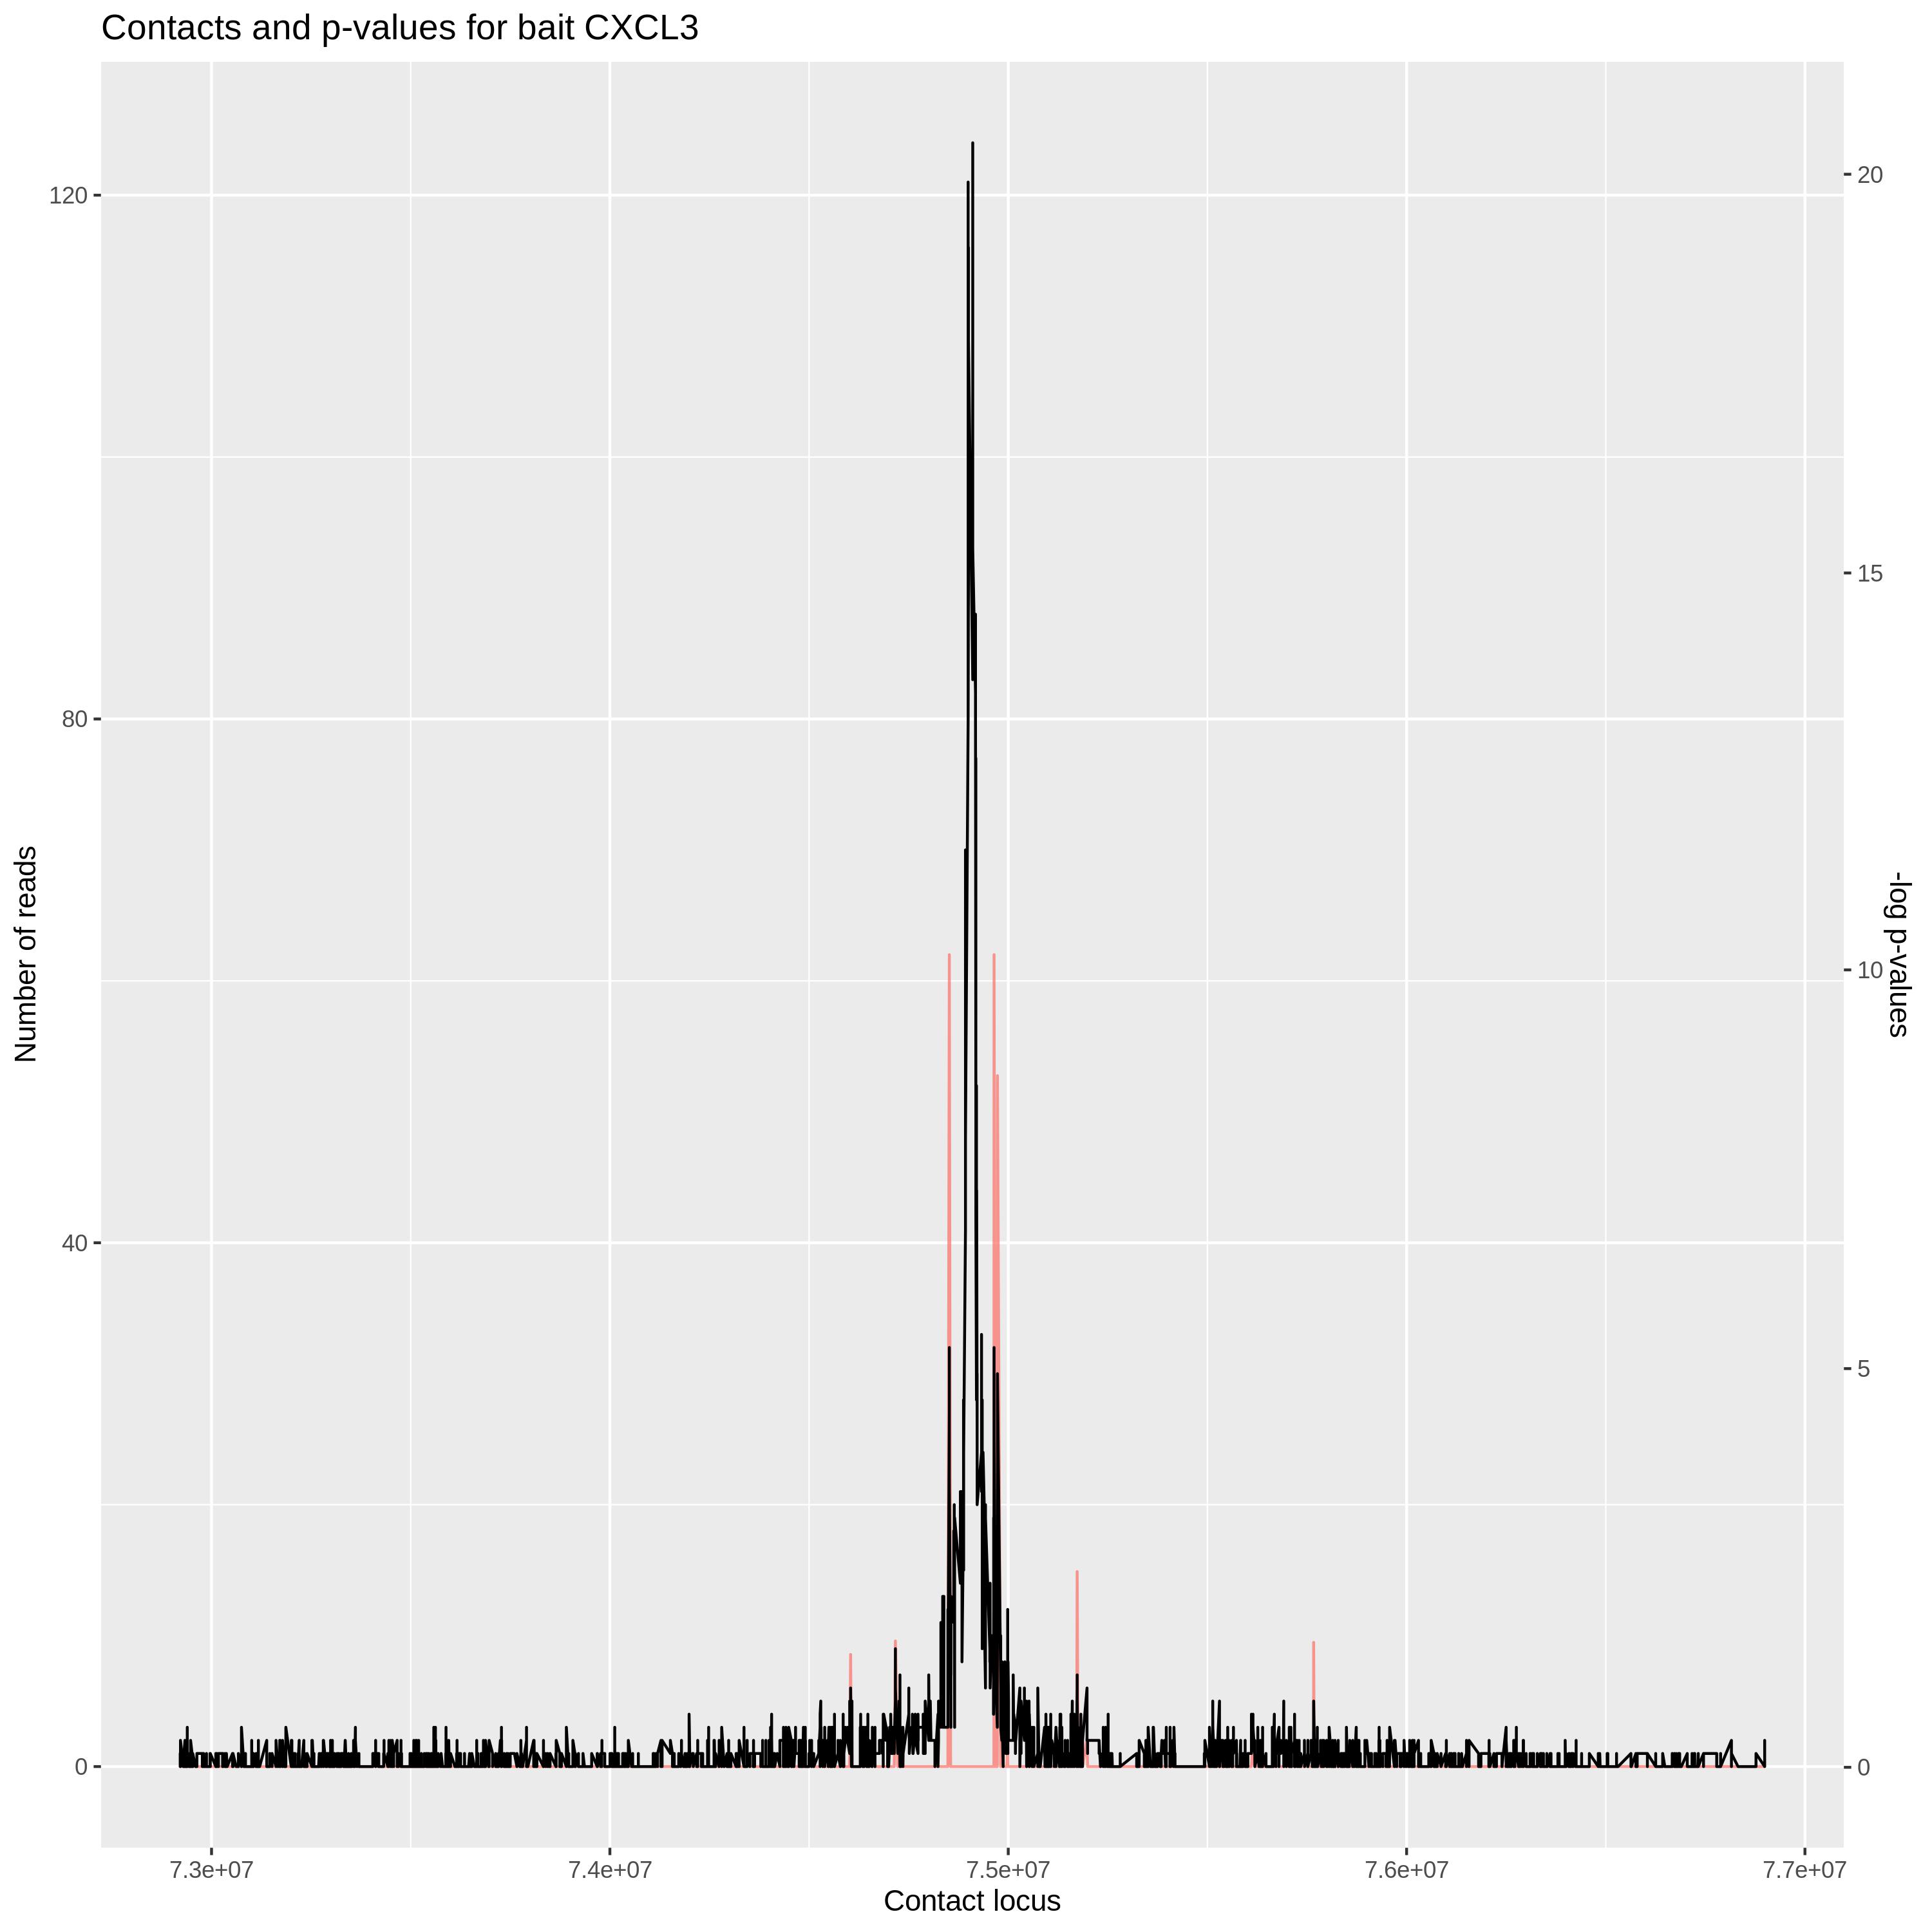 Contacts and p-values for bait CXCL3
120
80
40
0
Number of reads
20
15
10
5
0
-log p-values
7.3e+07 7.4e+07 7.5e+07 7.6e+07 7.7e+07
Contact locus